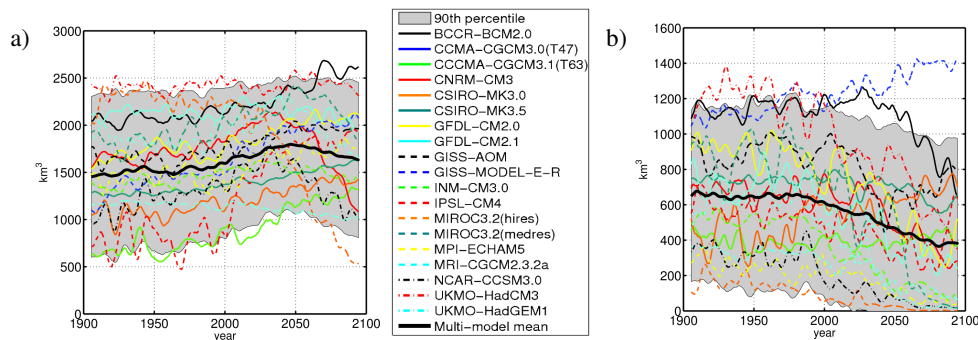 a)
3000
2500
2000
1500
1000
500
0
km3
1900
1950
2000
2050
2100
year
90th percentile
BCCR−BCM2.0
CCMA−CGCM3.0(T47)
CCCMA−CGCM3.1(T63)
CNRM−CM3
CSIRO−MK3.0
CSIRO−MK3.5
GFDL−CM2.0
GFDL−CM2.1
GISS−AOM
GISS−MODEL−E−R
INM−CM3.0
IPSL−CM4
MIROC3.2(hires)
MIROC3.2(medres)
MPI−ECHAM5
MRI−CGCM2.3.2a
NCAR−CCSM3.0
UKMO−HadCM3
UKMO−HadGEM1
Multi−model mean
b)
1600
1400
1200
1000
800
600
400
200
0
km3
1900
1950
2000
2050
2100
year